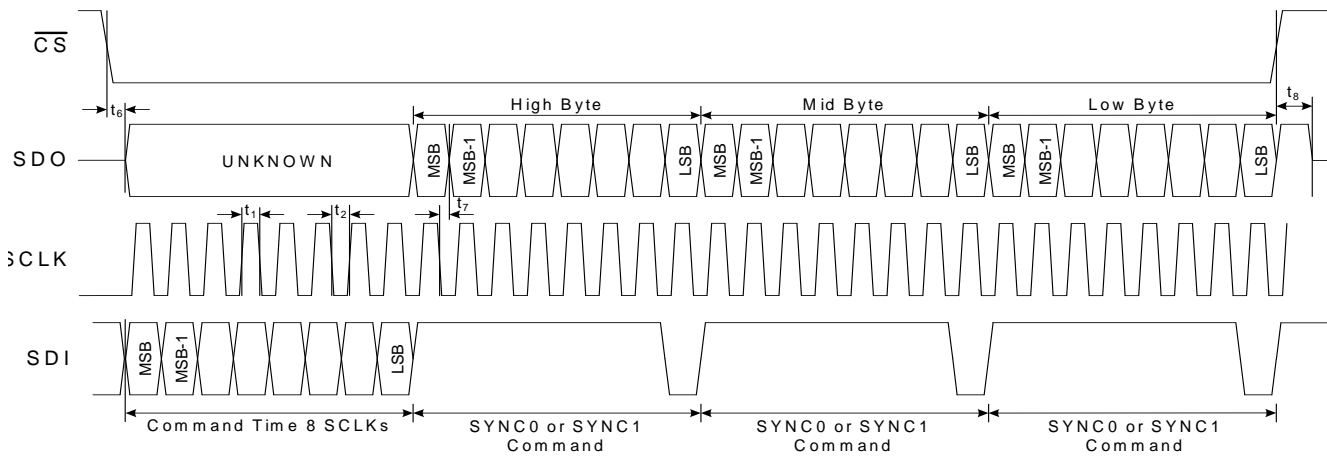 CS
t6 High Byte Mid Byte Low Byte t8
SDO UNKNOWN MSB MSB-1 LSB MSB MSB-1 LSB MSB MSB-1 LSB
t1 t2 t7
SCLK
SDI MSB MSB-1 LSB
Command Time 8 SCLKs SYNC0 or SYNC1 Command SYNC0 or SYNC1 Command SYNC0 or SYNC1 Command